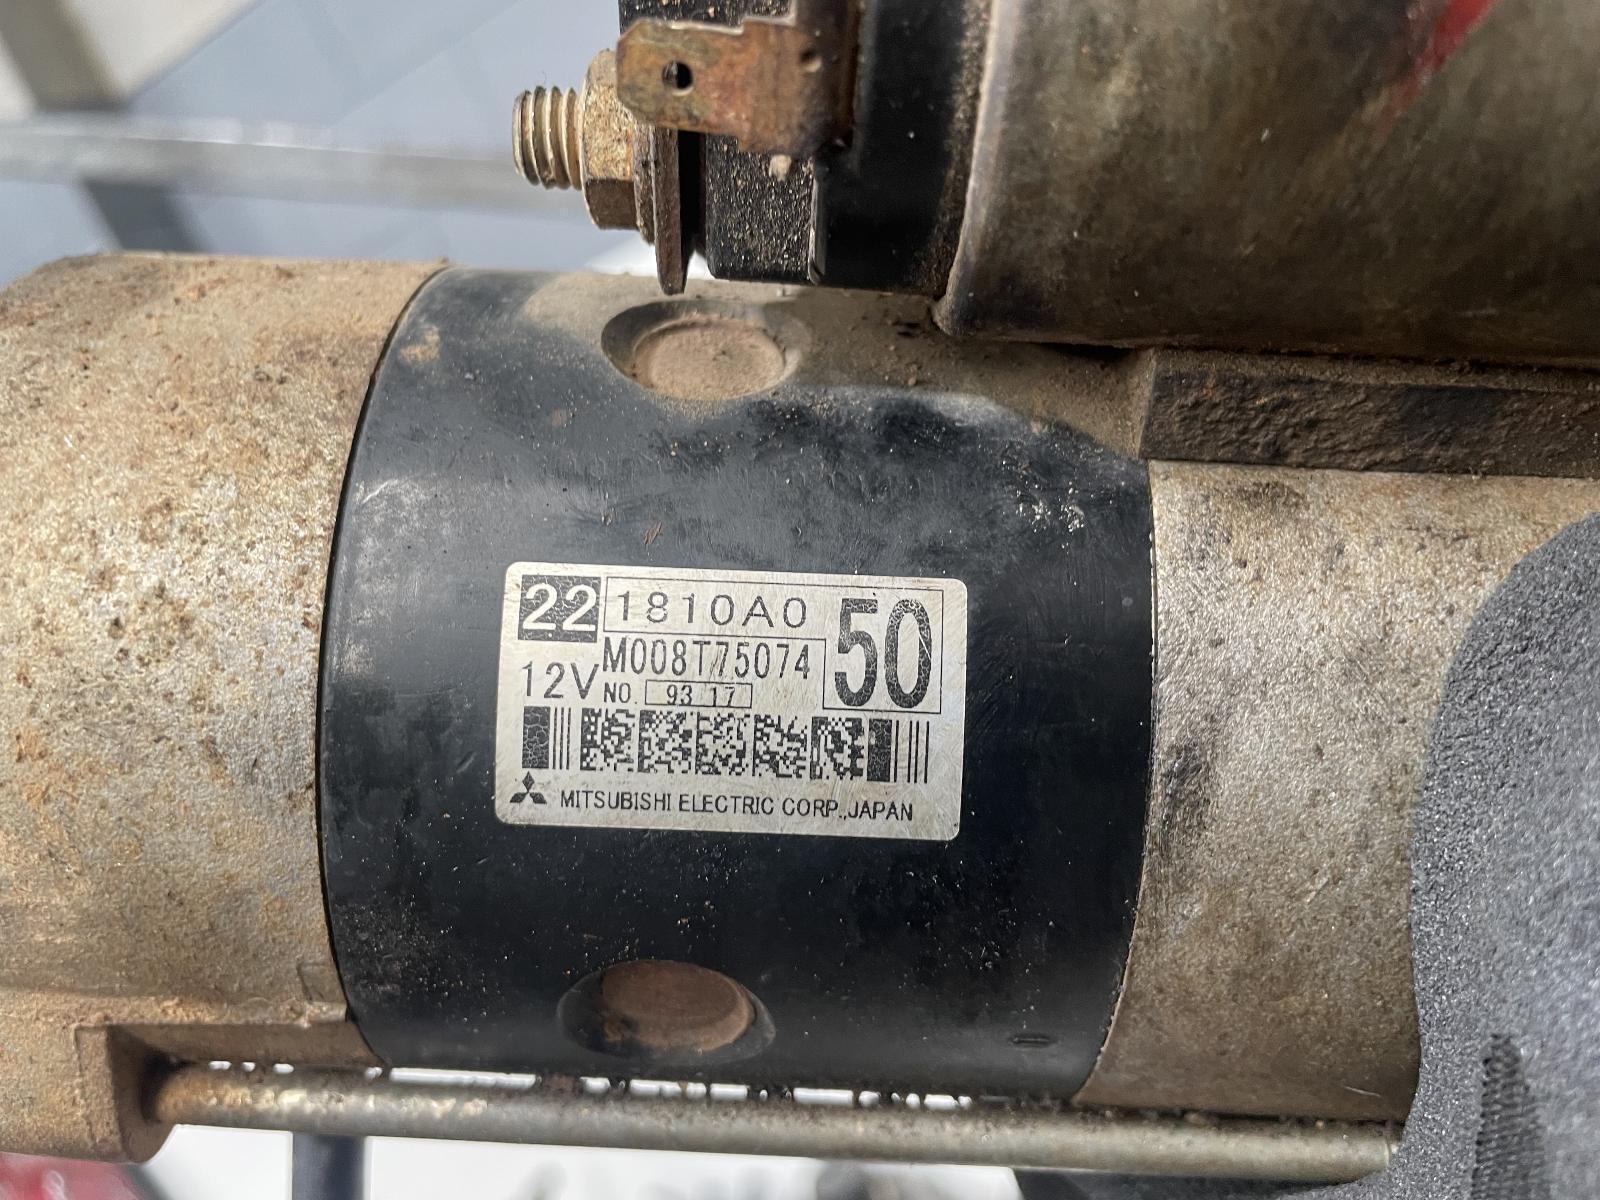 22 1810A0 50
M008T75074
12V NO. 93 17
MITSUBISHI ELECTRIC CORP.,JAPAN